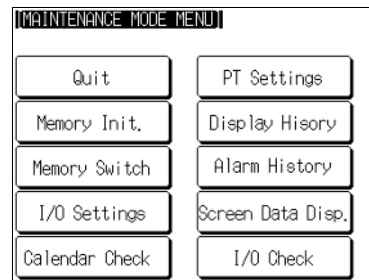 [MAINTENANCE MODE MENU]
Quit
PT Settings
Memory Init.
Display Hisory
Memory Switch
Alarm History
I/O Settings
Screen Data Disp.
Calendar Check
I/O Check